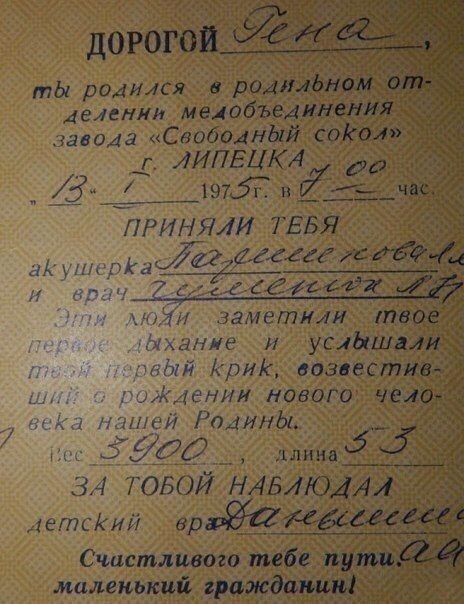 ДОРОГОЙ Гена,
ты родился в родильном от-
делении медобъединения
завода «Свободный сокол»
г. ЛИПЕЦКА
„13“ I 1975г. в 7 00 час.
ПРИНЯЛИ ТЕБЯ
акушерка
и врач
Эти люди заметили твое
первое дыхание и услышали
твой первый крик, возвестив-
ший о рождении нового чело-
века нашей Родины.
Вес 3900, длина 53
ЗА ТОБОЙ НАБЛЮДАЛ
детский врач
Счастливого тебе пути,
маленький гражданин!